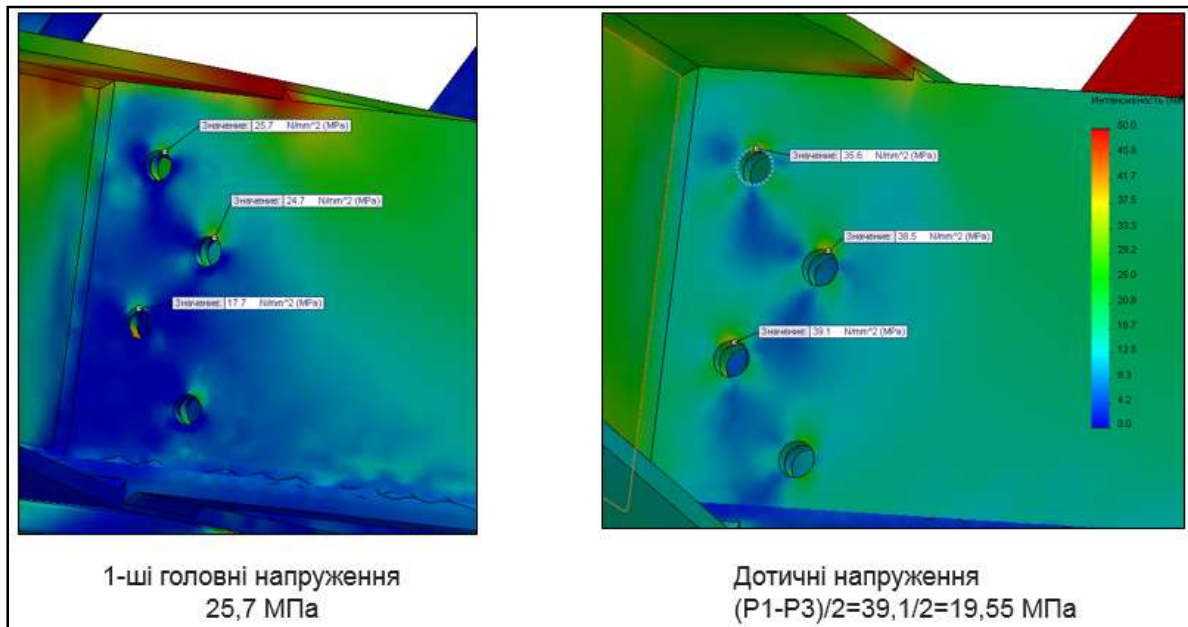 Значение: 25.7 N/mm^2 (MPa)
Значение: 24.7 N/mm^2 (MPa)
Значение: 17.7 N/mm^2 (MPa)
1-ші головні напруження
25,7 МПа
Значение: 35.6 N/mm^2 (MPa)
Значение: 38.5 N/mm^2 (MPa)
Значение: 39.1 N/mm^2 (MPa)
Интенсивность
50.0
45.8
41.7
37.5
29.2
25.0
20.8
16.7
12.5
8.3
4.2
0.0
Дотичні напруження
(P1-P3)/2=39,1/2=19,55 МПа